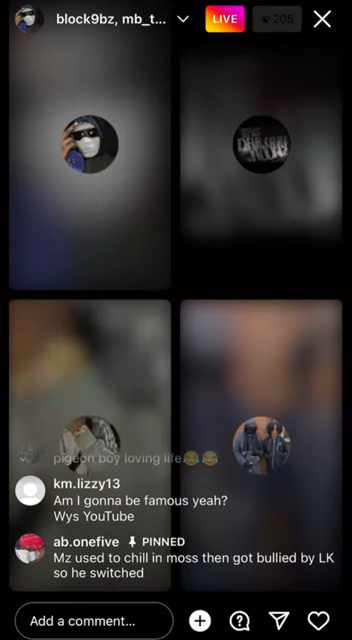 block9bz, mb_t...
LIVE
205
pigeon boy loving life😂😂
km.lizzy13
Am I gonna be famous yeah?
Wys YouTube
ab.onefive PINNED
Mz used to chill in moss then got bullied by LK
so he switched
Add a comment...